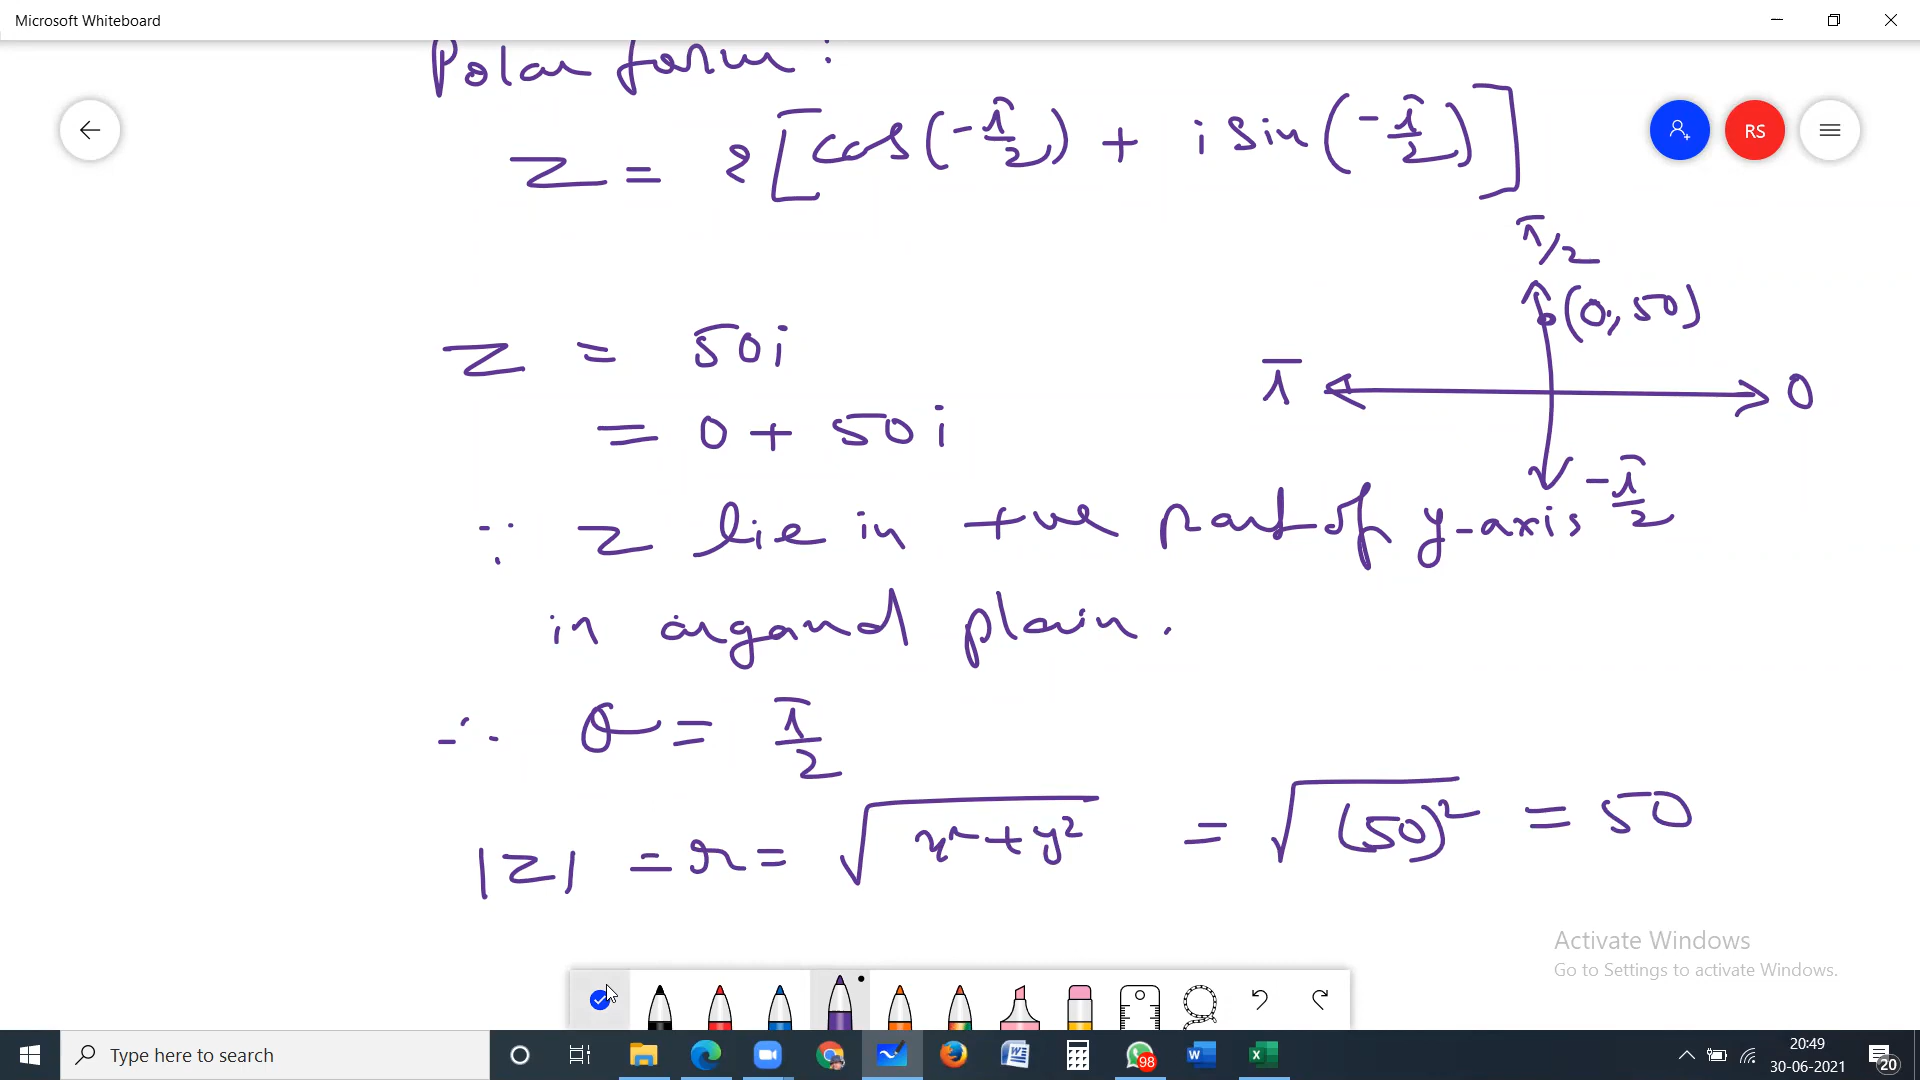 Microsoft Whiteboard
Polar form:
Z = 2[cos(-π/2) + i sin(-π/2)]
RS
π/2
(0, 50)
Z = 50i
π
0
= 0 + 50i
-π/2
∵ z lie in +ve part of y-axis
in argand plain.
∴ θ = π/2
|Z| = r = √(x² + y²) = √(50)² = 50
Activate Windows
Go to Settings to activate Windows.
Type here to search
98
20:49
30-06-2021
20